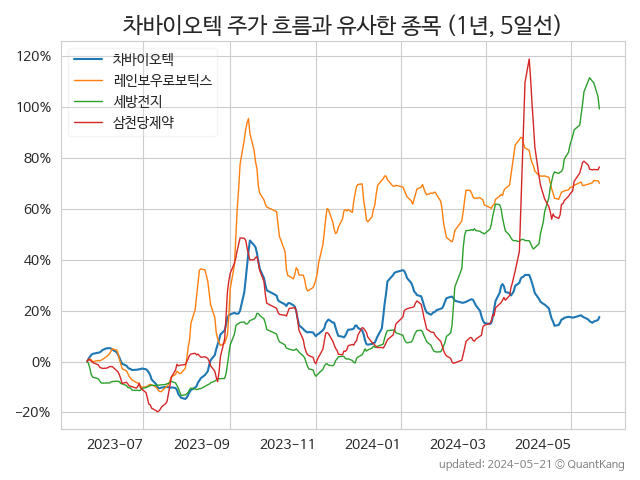 차바이오텍 주가 흐름과 유사한 종목 (1년, 5일선)
차바이오텍
레인보우로보틱스
세방전지
삼천당제약
120%
100%
80%
60%
40%
20%
0%
−20%
2023-07 2023-09 2023-11 2024-01 2024-03 2024-05
updated: 2024-05-21 © QuantKang